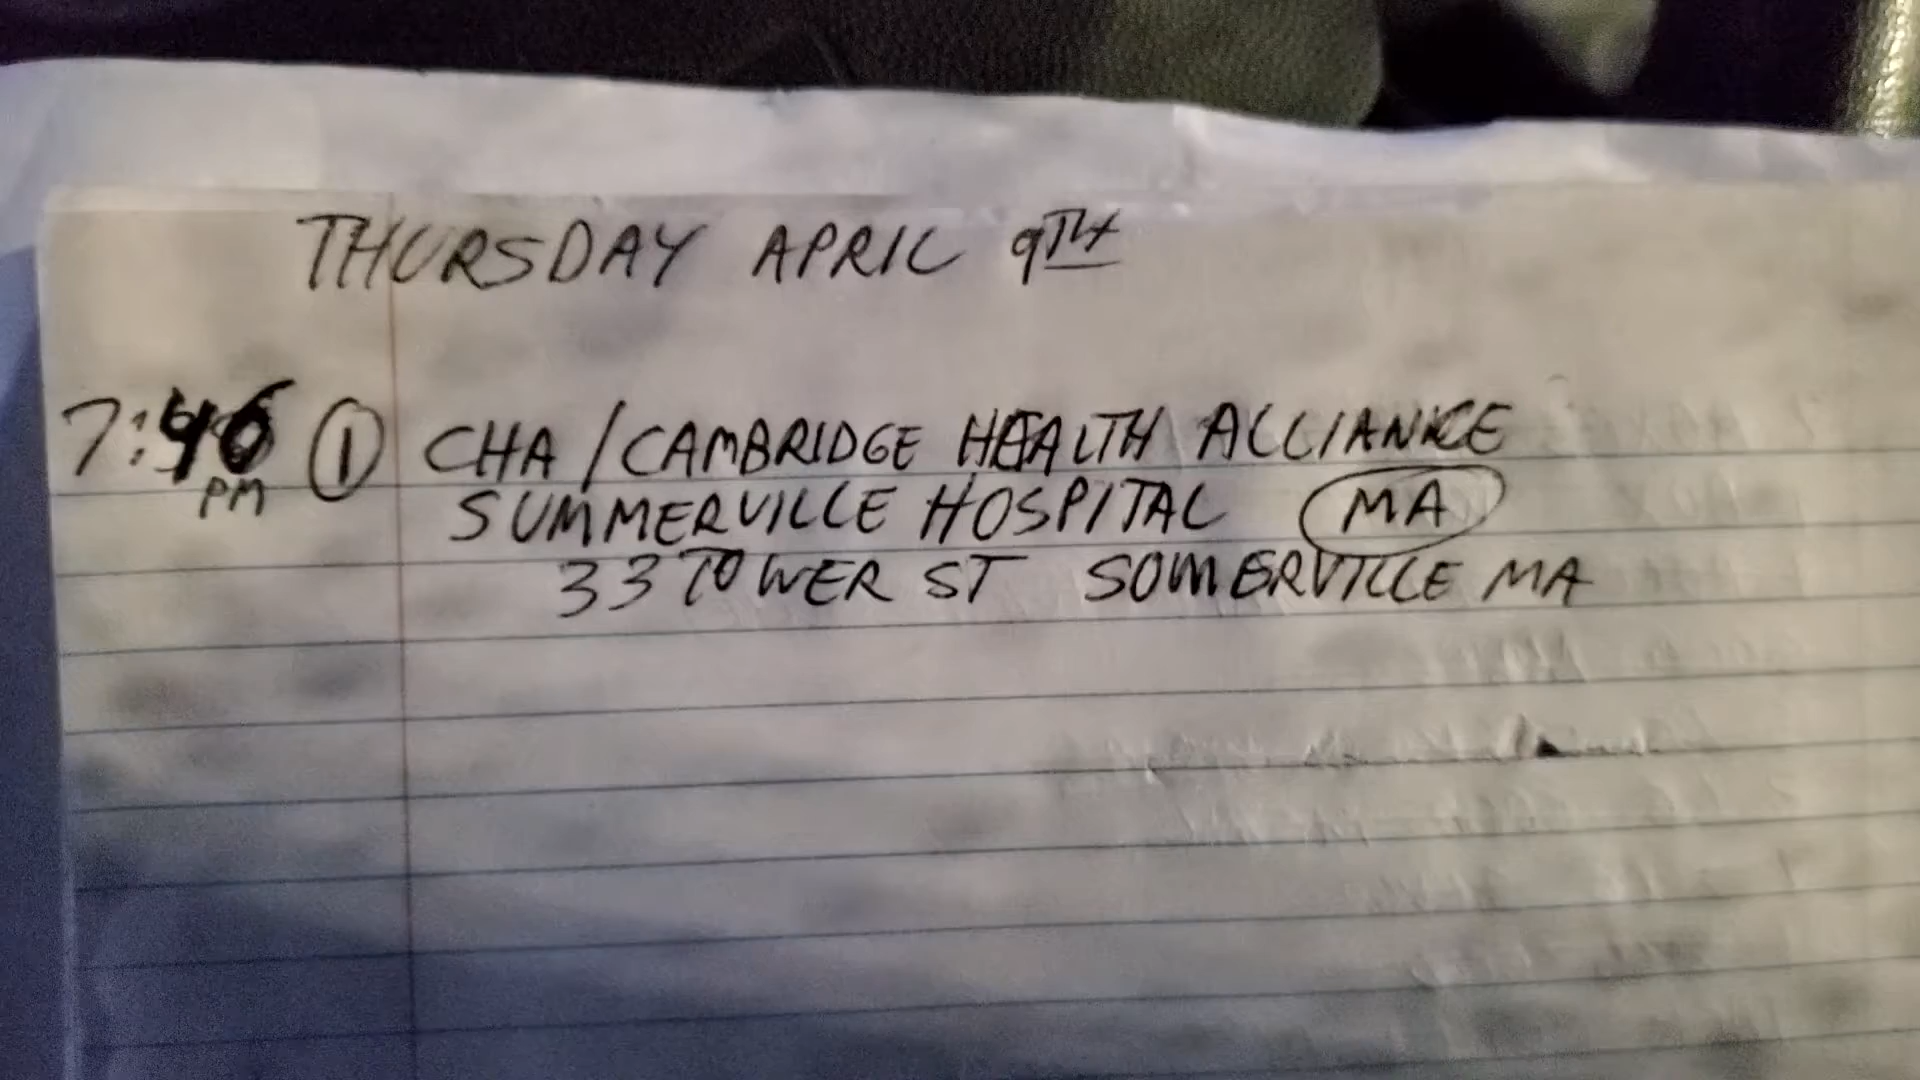 THURSDAY APRIL 9TH
7:46 PM ① CHA / CAMBRIDGE HEALTH ALLIANCE
SUMMERVILLE HOSPITAL MA
33 TOWER ST SOMERVILLE MA